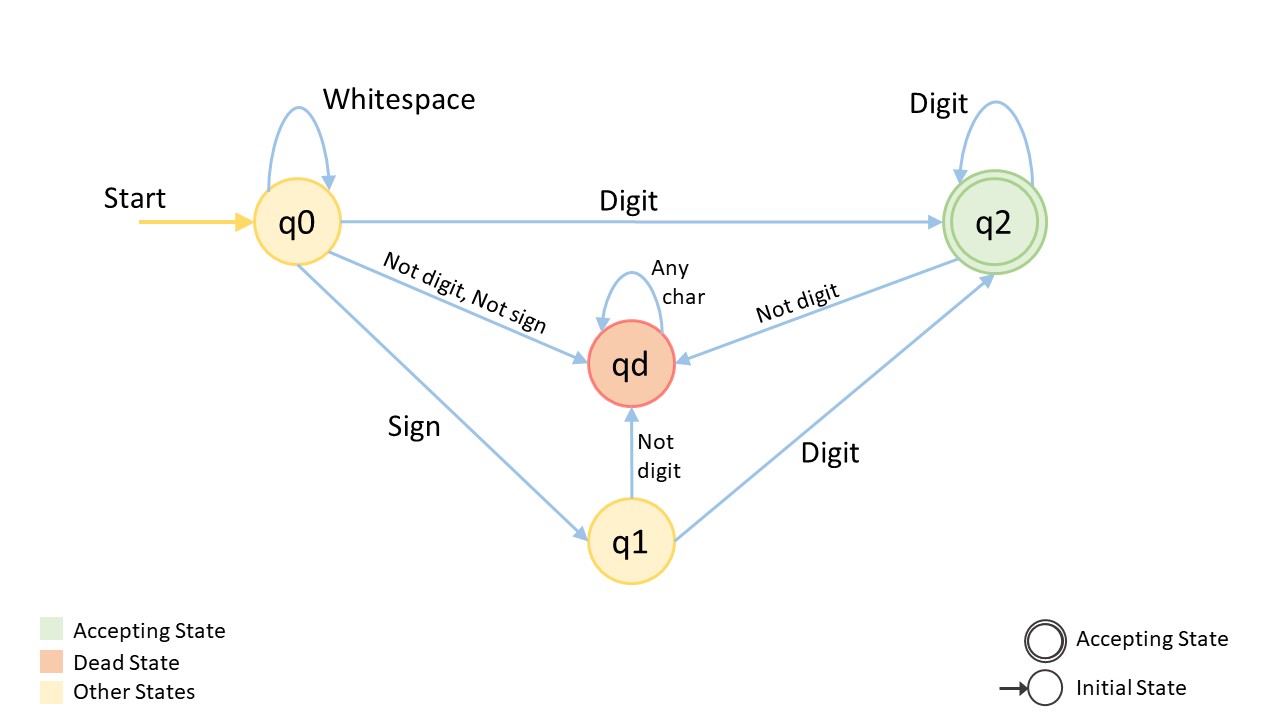 Whitespace
Digit
Start
Digit
q0
q2
Not digit, Not sign
Any
char
Not digit
qd
Sign
Not
digit
Digit
q1
Accepting State
Dead State
Other States
Accepting State
Initial State